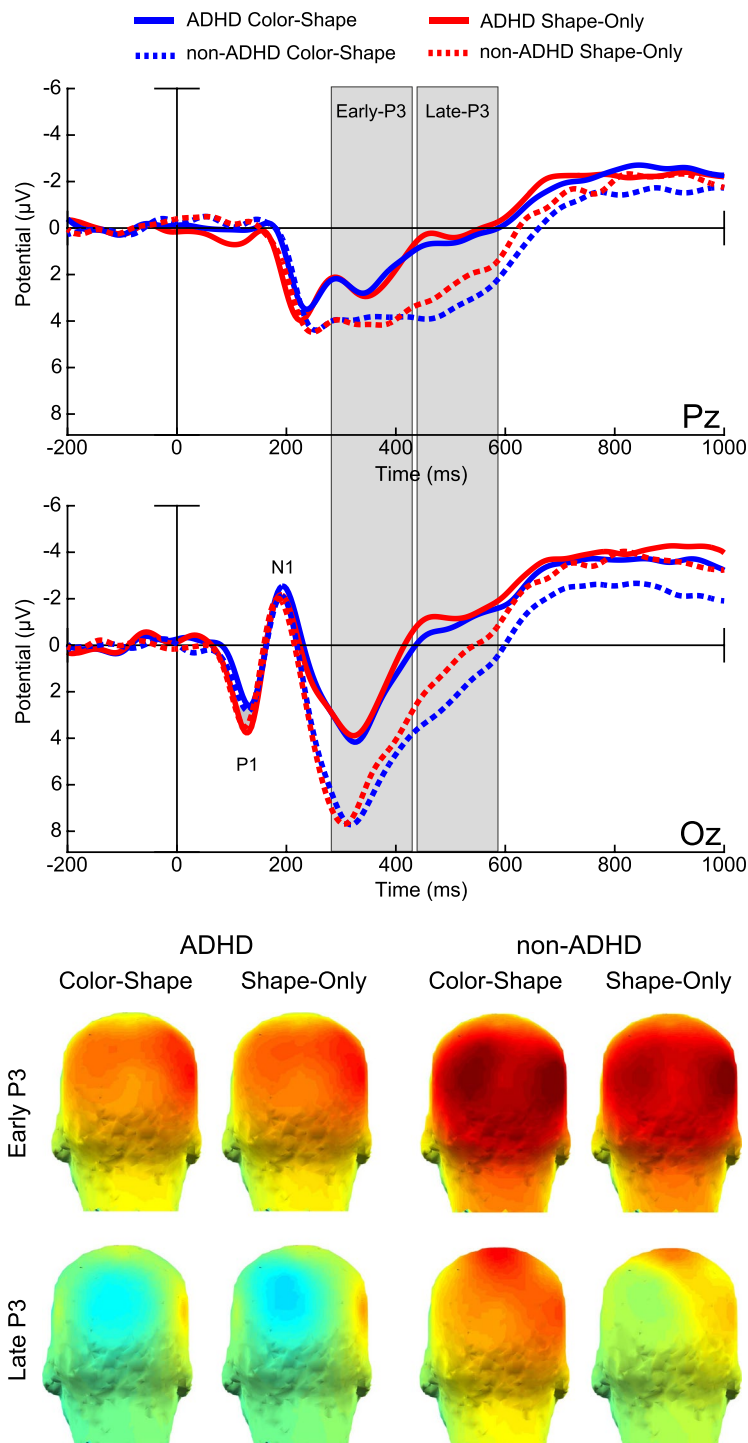 ADHD Color-Shape ADHD Shape-Only
non-ADHD Color-Shape non-ADHD Shape-Only
-6
Early-P3 Late-P3
-4
-2
Potential (µV)
0
2
4
6
8
Pz
-200 0 200 400 600 800 1000
Time (ms)
-6
N1
-4
-2
Potential (µV)
0
2
4
P1
6
8
Oz
-200 0 200 400 600 800 1000
Time (ms)
ADHD non-ADHD
Color-Shape Shape-Only Color-Shape Shape-Only
Early P3
Late P3